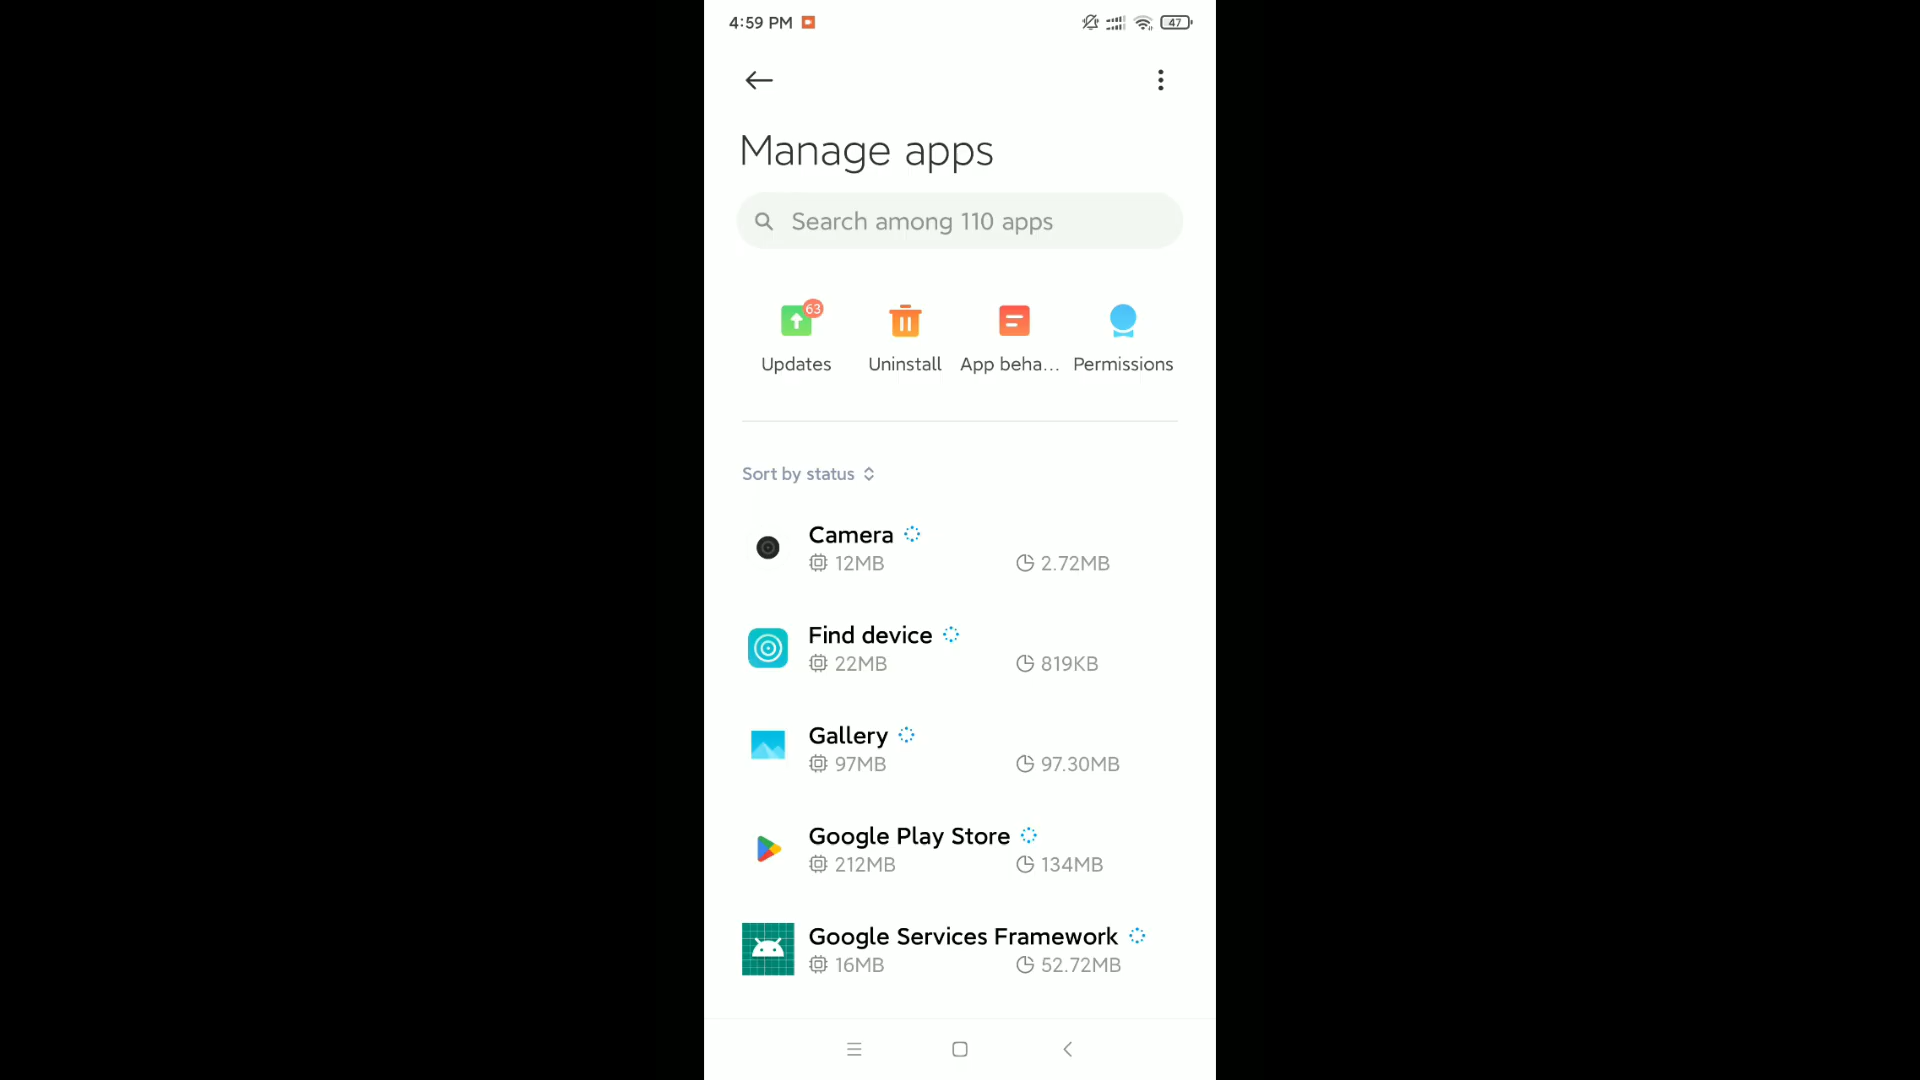 4:59 PM
47
Manage apps
Search among 110 apps
63
Updates
Uninstall
App beha...
Permissions
Sort by status
Camera
12MB
2.72MB
Find device
22MB
819KB
Gallery
97MB
97.30MB
Google Play Store
212MB
134MB
Google Services Framework
16MB
52.72MB